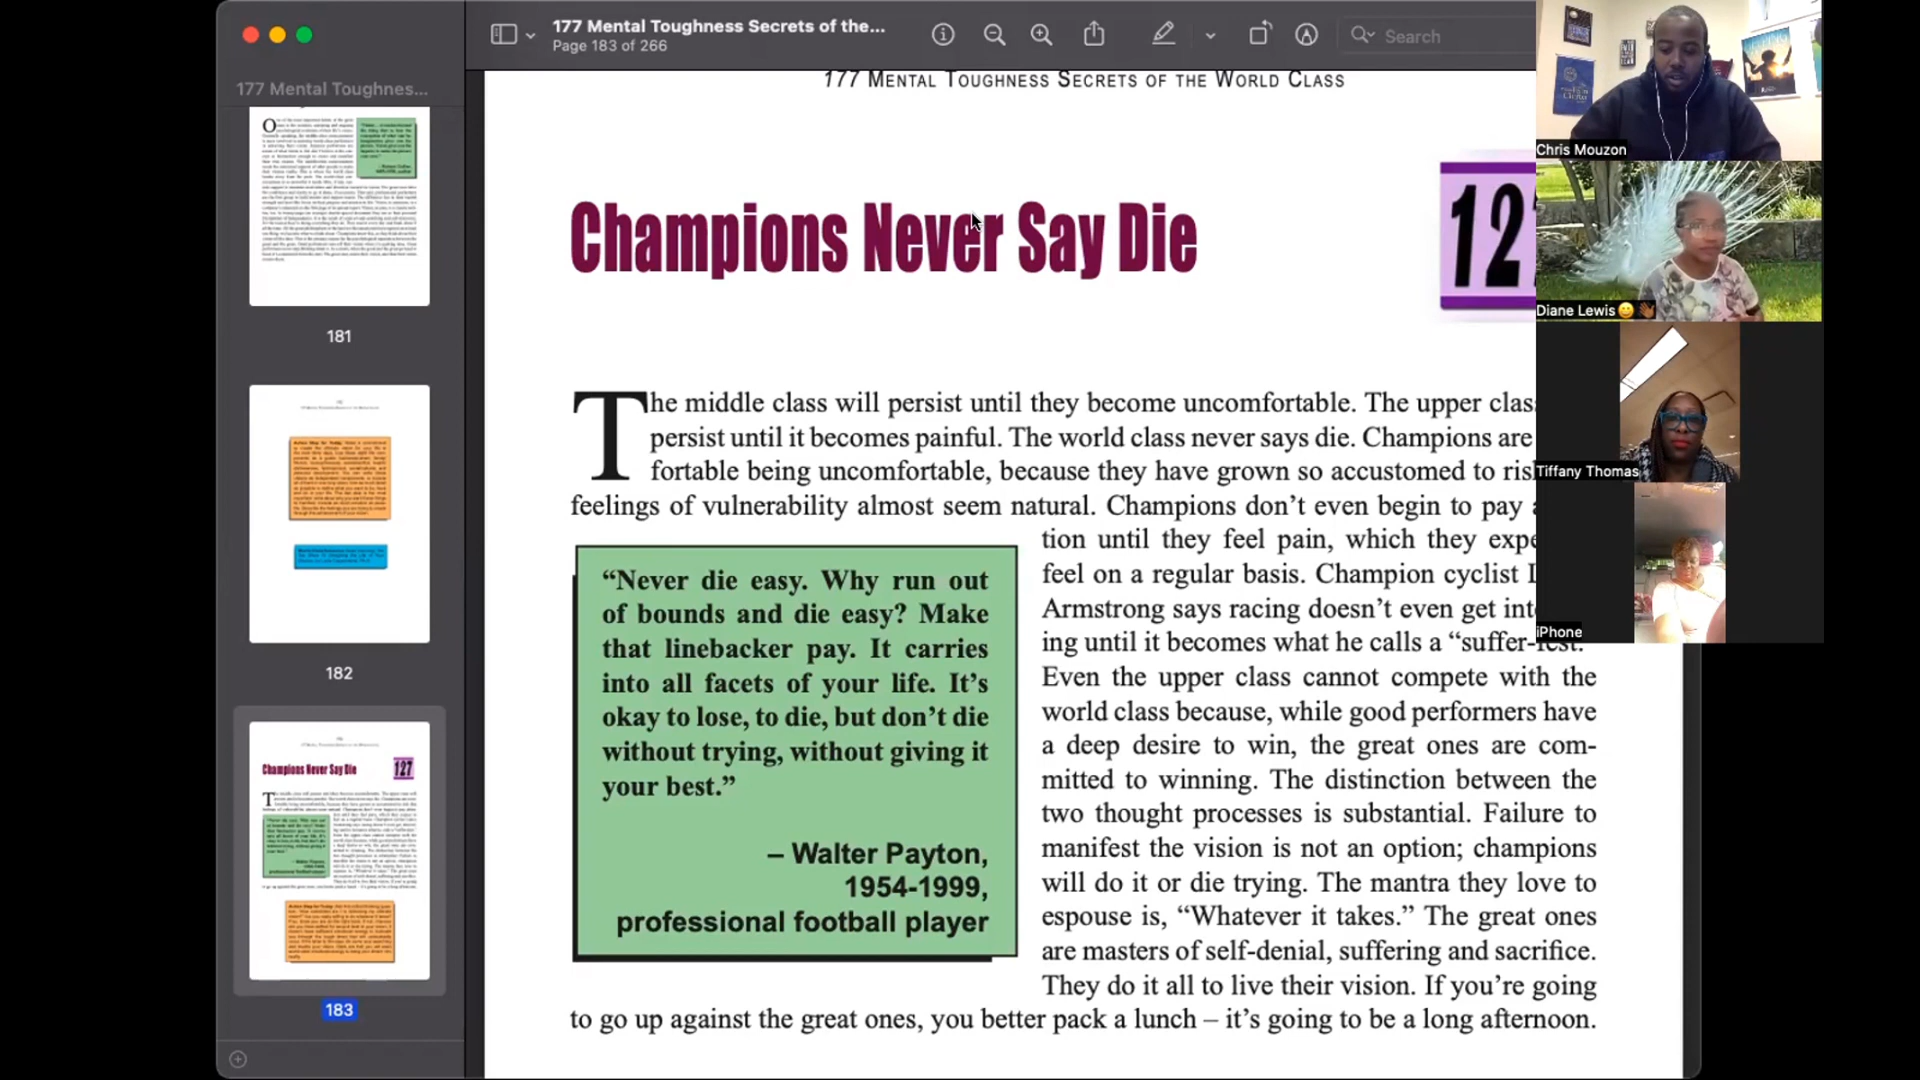 177 Mental Toughness Secrets of the...
Page 183 of 266
Search
177 Mental Toughnes...
181
182
Champions Never Say Die
127
183
177 MENTAL TOUGHNESS SECRETS OF THE WORLD CLASS
Champions Never Say Die
12
The middle class will persist until they become uncomfortable. The upper clas
persist until it becomes painful. The world class never says die. Champions are
fortable being uncomfortable, because they have grown so accustomed to ris
feelings of vulnerability almost seem natural. Champions don’t even begin to pay
tion until they feel pain, which they expe
feel on a regular basis. Champion cyclist
Armstrong says racing doesn’t even get int
ing until it becomes what he calls a “suffer-fest.”
Even the upper class cannot compete with the
world class because, while good performers have
a deep desire to win, the great ones are com-
mitted to winning. The distinction between the
two thought processes is substantial. Failure to
manifest the vision is not an option; champions
will do it or die trying. The mantra they love to
espouse is, “Whatever it takes.” The great ones
are masters of self-denial, suffering and sacrifice.
They do it all to live their vision. If you’re going
to go up against the great ones, you better pack a lunch – it’s going to be a long afternoon.
“Never die easy. Why run out
of bounds and die easy? Make
that linebacker pay. It carries
into all facets of your life. It’s
okay to lose, to die, but don’t die
without trying, without giving it
your best.”
– Walter Payton,
1954-1999,
professional football player
Chris Mouzon
Diane Lewis😊👋🏾
Tiffany Thomas
iPhone